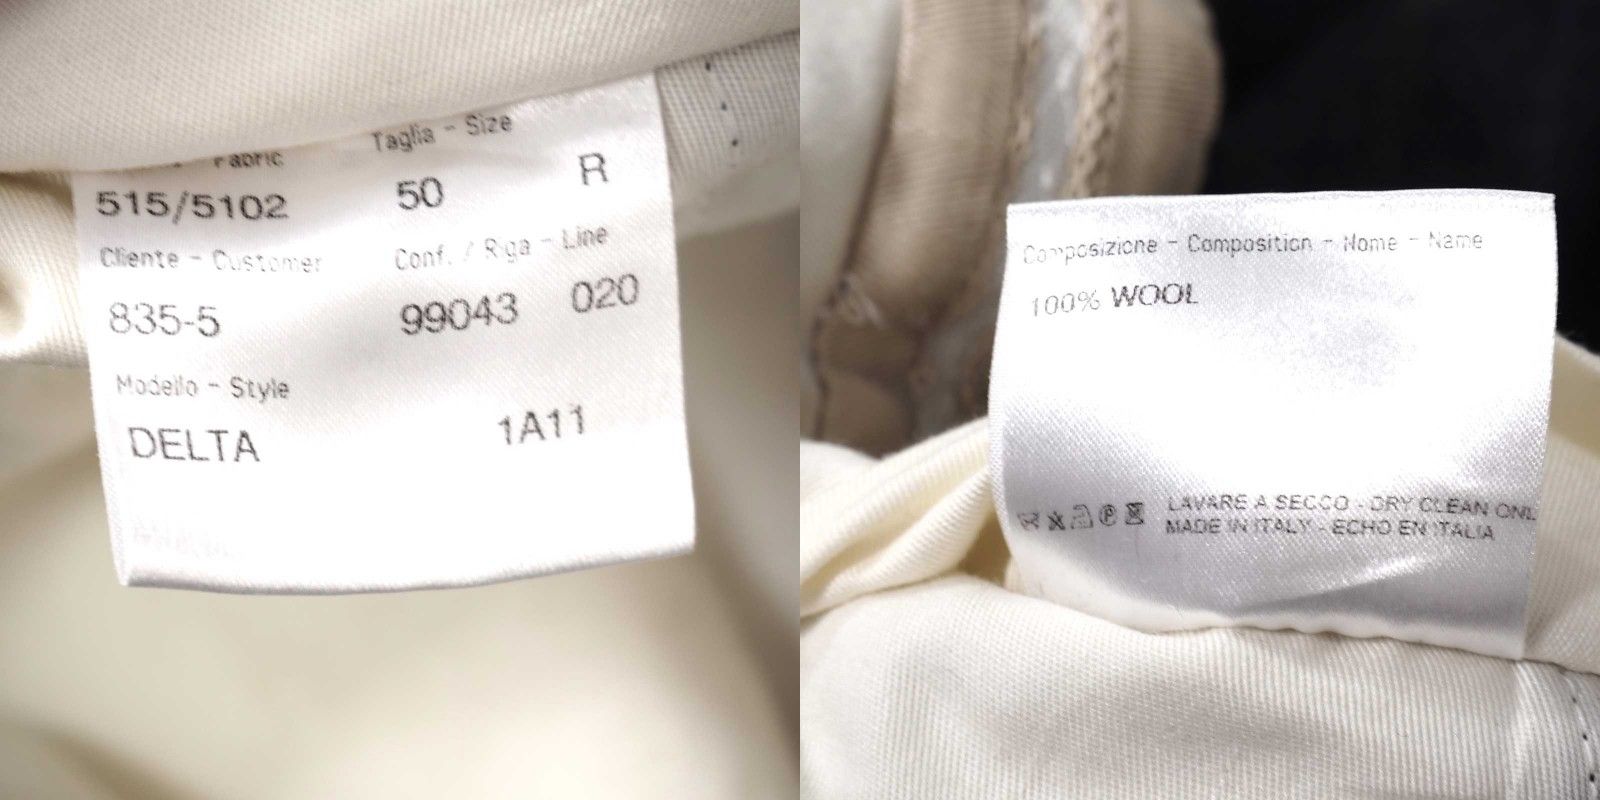 Fabric
Taglia - Size
515/5102 50 R
Cliente - Customer Conf. / Riga - Line
835-5 99043 020
Modello - Style
DELTA 1A11
Composizione - Composition - Nome - Name
100% WOOL
LAVARE A SECCO - DRY CLEAN ONL
MADE IN ITALY - ECHO EN ITALIA